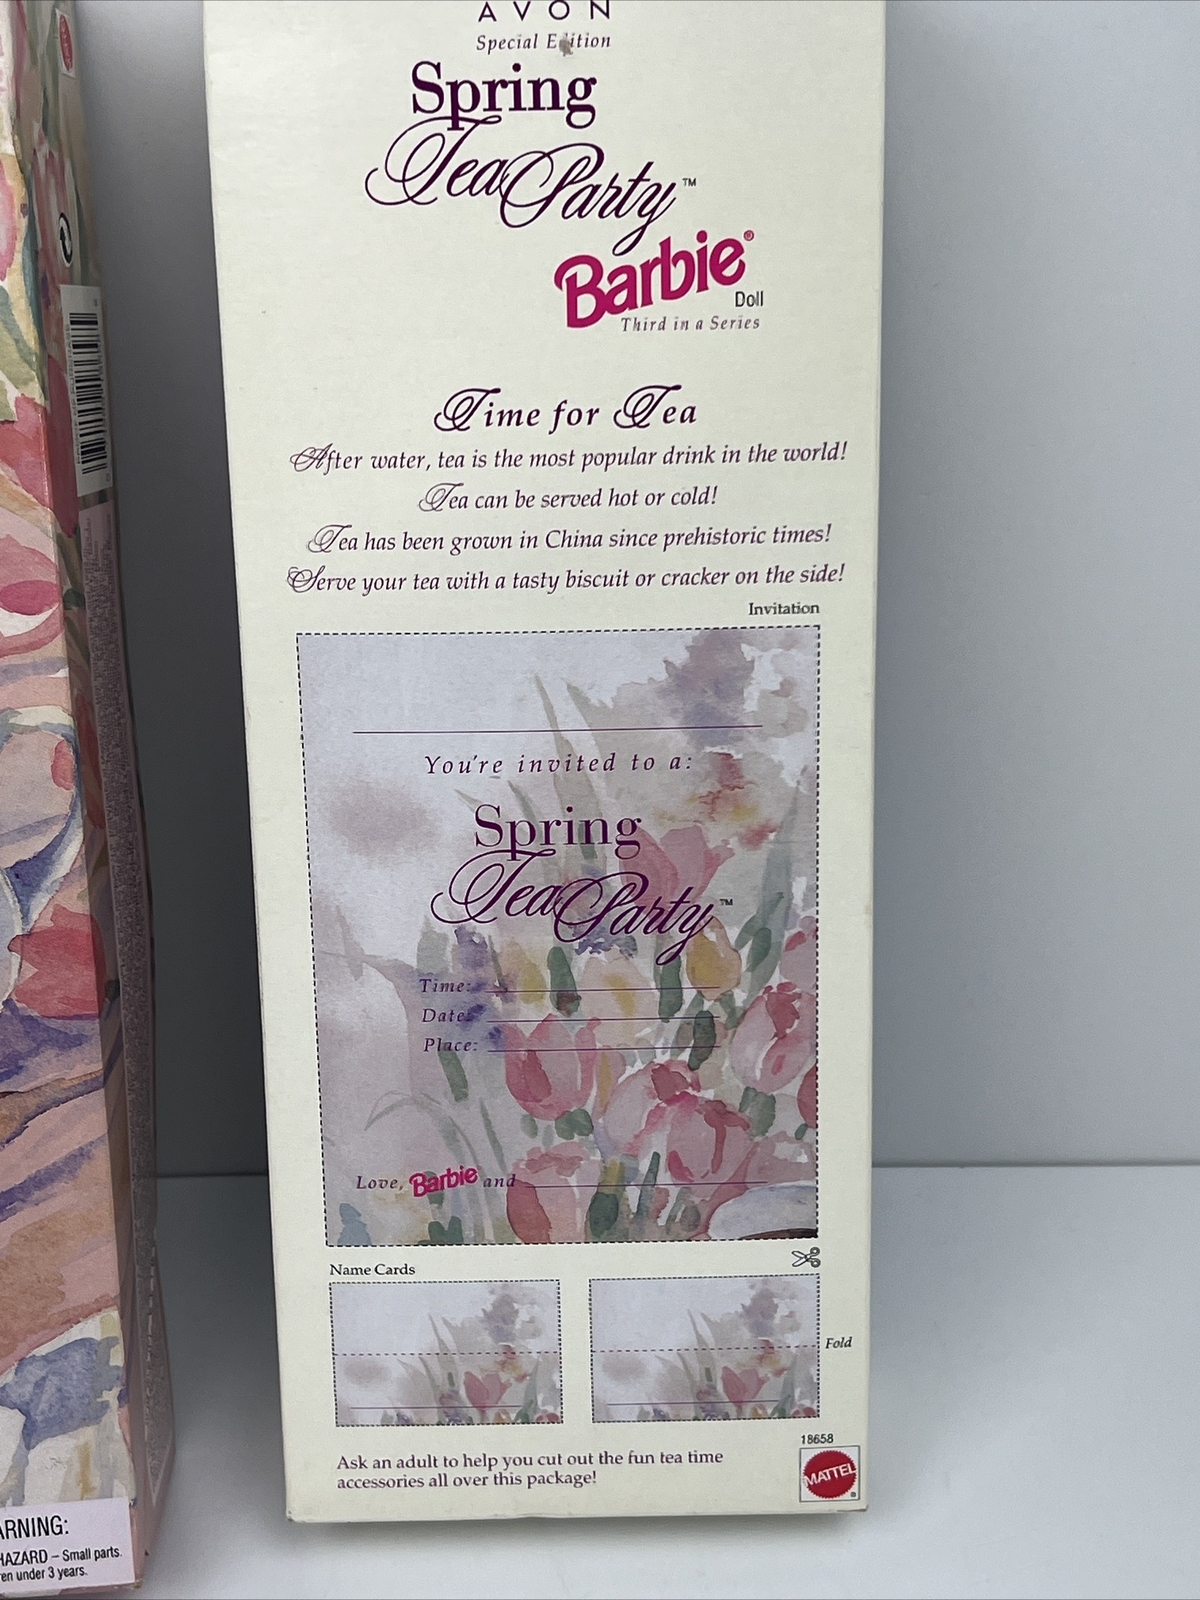 AVON
Special Edition
Spring
Tea Party™
Barbie®
Doll
Third in a Series
Time for Tea
After water, tea is the most popular drink in the world!
Tea can be served hot or cold!
Tea has been grown in China since prehistoric times!
Serve your tea with a tasty biscuit or cracker on the side!
Invitation
You're invited to a:
Spring
Tea Party™
Time:
Date:
Place:
Love, Barbie and
Name Cards
Fold
18658
Ask an adult to help you cut out the fun tea time
accessories all over this package!
MATTEL
ARNING:
HAZARD – Small parts.
en under 3 years.